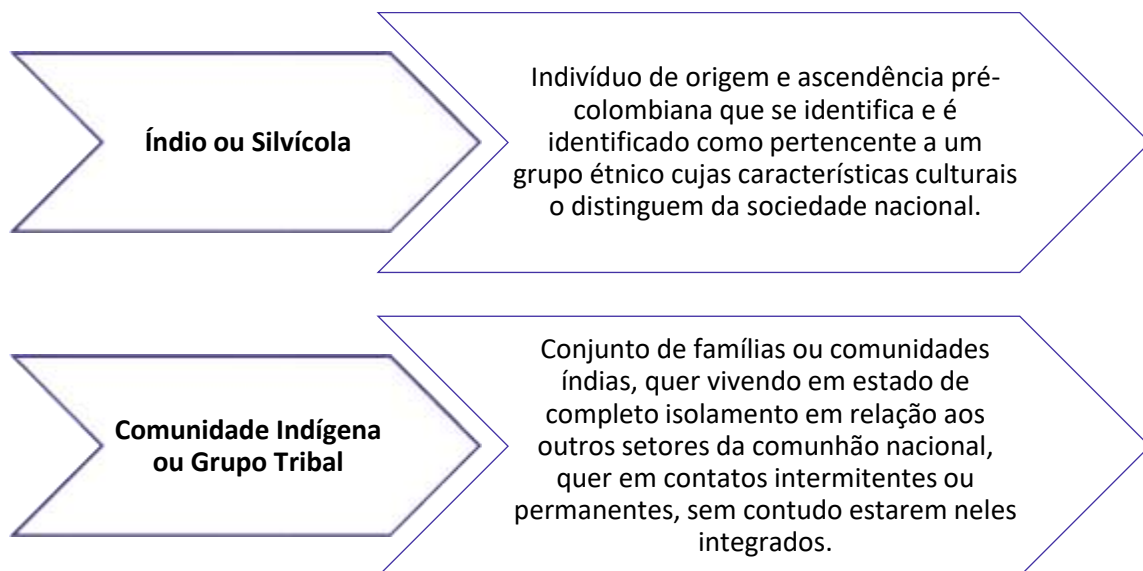 Índio ou Silvícola
Indivíduo de origem e ascendência pré-
colombiana que se identifica e é
identificado como pertencente a um
grupo étnico cujas características culturais
o distinguem da sociedade nacional.
Comunidade Indígena
ou Grupo Tribal
Conjunto de famílias ou comunidades
índias, quer vivendo em estado de
completo isolamento em relação aos
outros setores da comunhão nacional,
quer em contatos intermitentes ou
permanentes, sem contudo estarem neles
integrados.